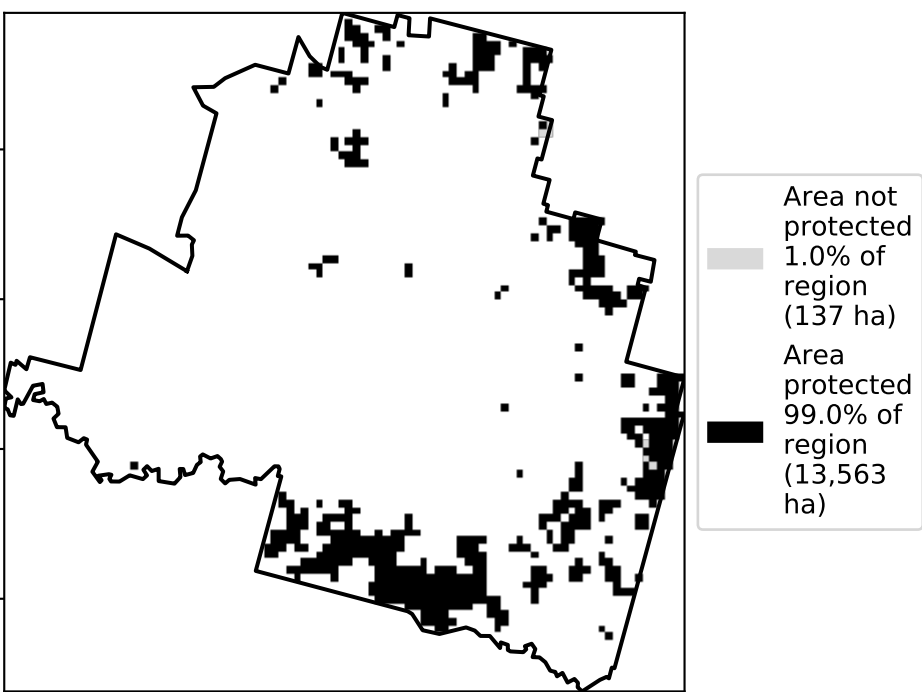 Area not
protected
1.0% of
region
(137 ha)
Area
protected
99.0% of
region
(13,563
ha)